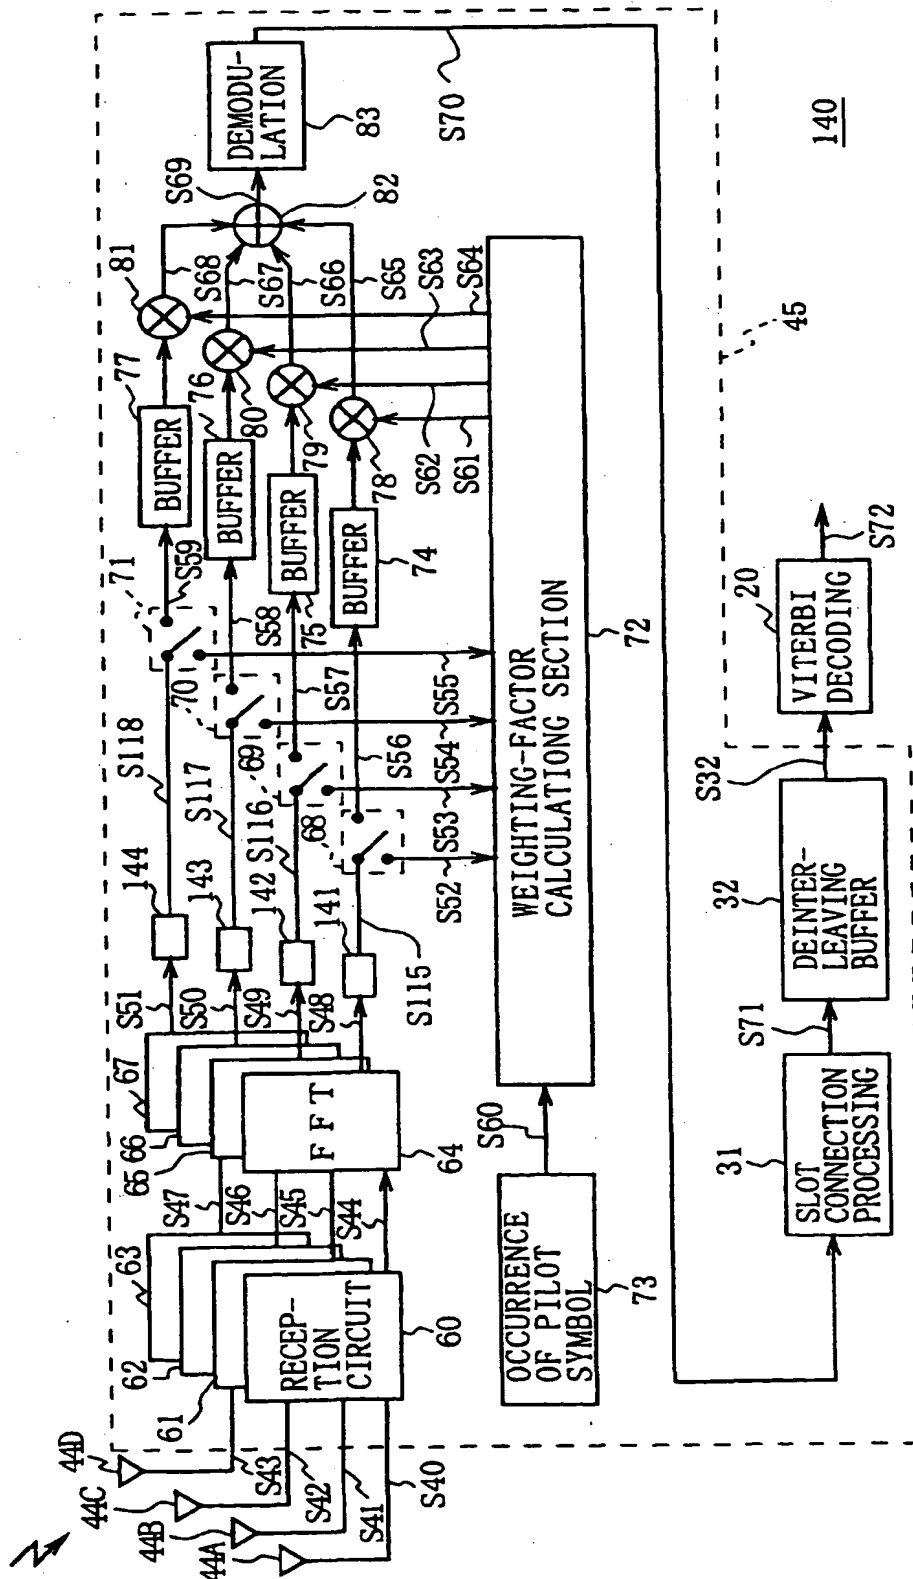 44D
44C
44B
44A
S43
S42
S41
S40
63
62
61
RECEP-
TION
CIRCUIT
60
S47
S46
S45
S44
67
66
65
FFT
64
S51
S50
S49
S48
144
143
142
141
S118
S117
S116
S115
71
70
69
68
S59
S58
S57
S56
S55
S54
S53
S52
77
BUFFER
76
BUFFER
BUFFER
75
BUFFER
74
81
80
79
78
S68
S67
S66
S65
S64
S63
S62
S61
S69
82
DEMODU-
LATION
83
S70
OCCURRENCE
OF PILOT
SYMBOL
73
S60
WEIGHTING-FACTOR
CALCULATIONG SECTION
72
45
140
31
SLOT
CONNECTION
PROCESSING
S71
32
DEINTER-
LEAVING
BUFFER
S32
20
VITERBI
DECODING
S72